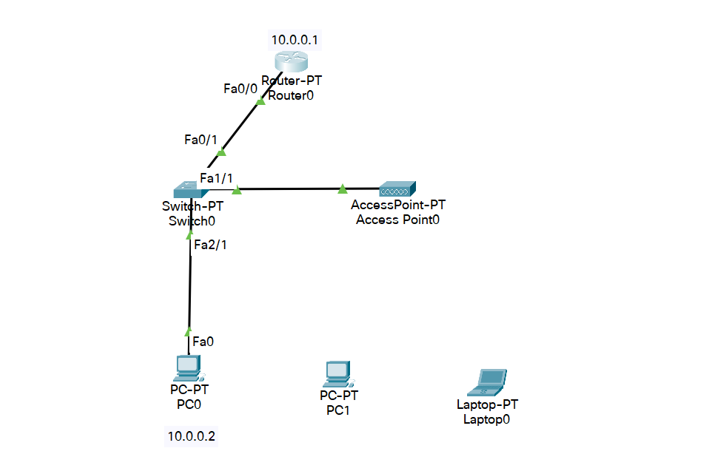 10.0.0.1
Router-PT
Router0
Fa0/0
Fa0/1
Fa1/1
Switch-PT
Switch0
AccessPoint-PT
Access Point0
Fa2/1
Fa0
PC-PT
PC0
PC-PT
PC1
Laptop-PT
Laptop0
10.0.0.2